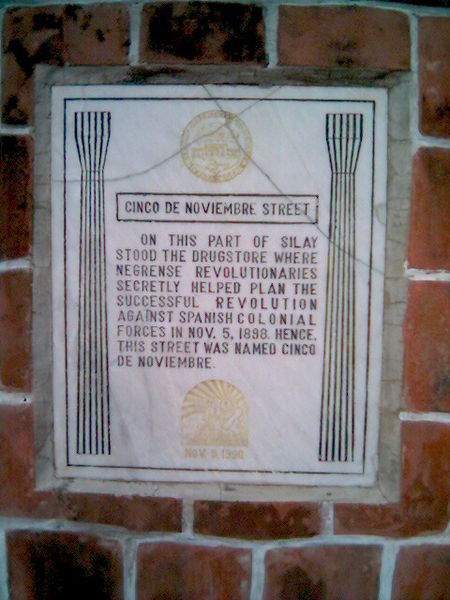 CINCO DE NOVIEMBRE STREET
ON THIS PART OF SILAY
STOOD THE DRUGSTORE WHERE
NEGRENSE REVOLUTIONARIES
SECRETLY HELPED PLAN THE
SUCCESSFUL REVOLUTION
AGAINST SPANISH COLONIAL
FORCES IN NOV. 5, 1898. HENCE,
THIS STREET WAS NAMED CINCO
DE NOVIEMBRE.
NOV. 5, 1990